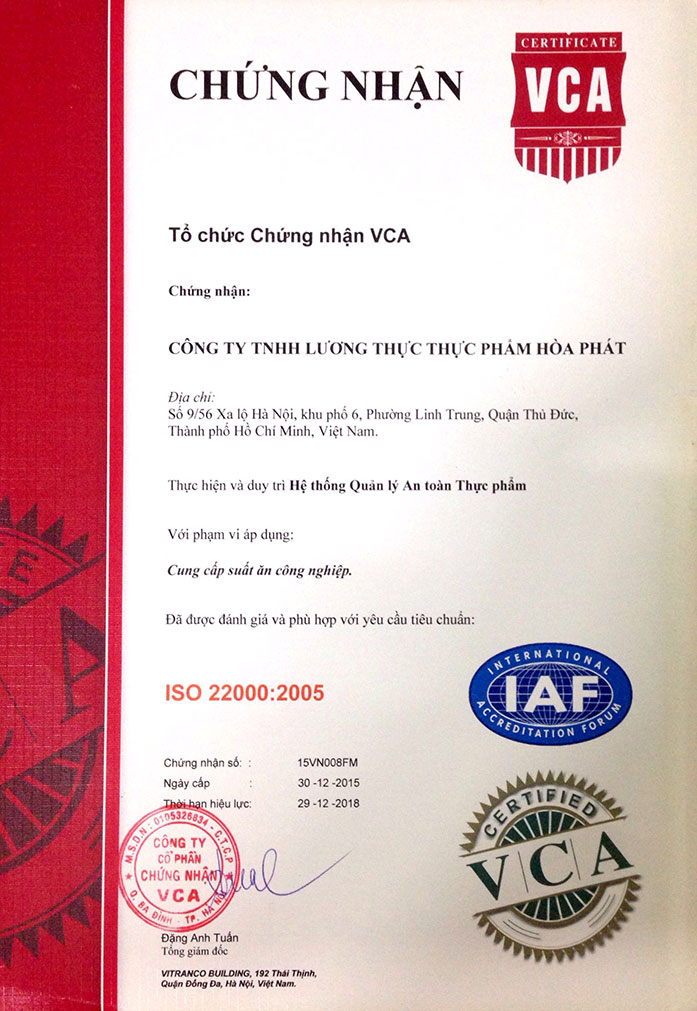 CERTIFICATE
VCA
CHỨNG NHẬN
Tổ chức Chứng nhận VCA
Chứng nhận:
CÔNG TY TNHH LƯƠNG THỰC THỰC PHẨM HÒA PHÁT
Địa chỉ:
Số 9/56 Xa lộ Hà Nội, khu phố 6, Phường Linh Trung, Quận Thủ Đức,
Thành phố Hồ Chí Minh, Việt Nam.
Thực hiện và duy trì Hệ thống Quản lý An toàn Thực phẩm
Với phạm vi áp dụng:
Cung cấp suất ăn công nghiệp.
Đã được đánh giá và phù hợp với yêu cầu tiêu chuẩn:
ISO 22000:2005
INTERNATIONAL
IAF
ACCREDITATION FORUM
Chứng nhận số: : 15VN008FM
Ngày cấp : 30 -12 -2015
Thời hạn hiệu lực: 29 -12 -2018
CERTIFIED
VCA
M.S.D.N: 0105326834 - C.T.C.P
CÔNG TY
CỔ PHẦN
CHỨNG NHẬN
VCA
Q. BA ĐÌNH - TP. HÀ NỘI
Đặng Anh Tuấn
Tổng giám đốc
VITRANCO BUILDING, 192 Thái Thịnh,
Quận Đống Đa, Hà Nội, Việt Nam.